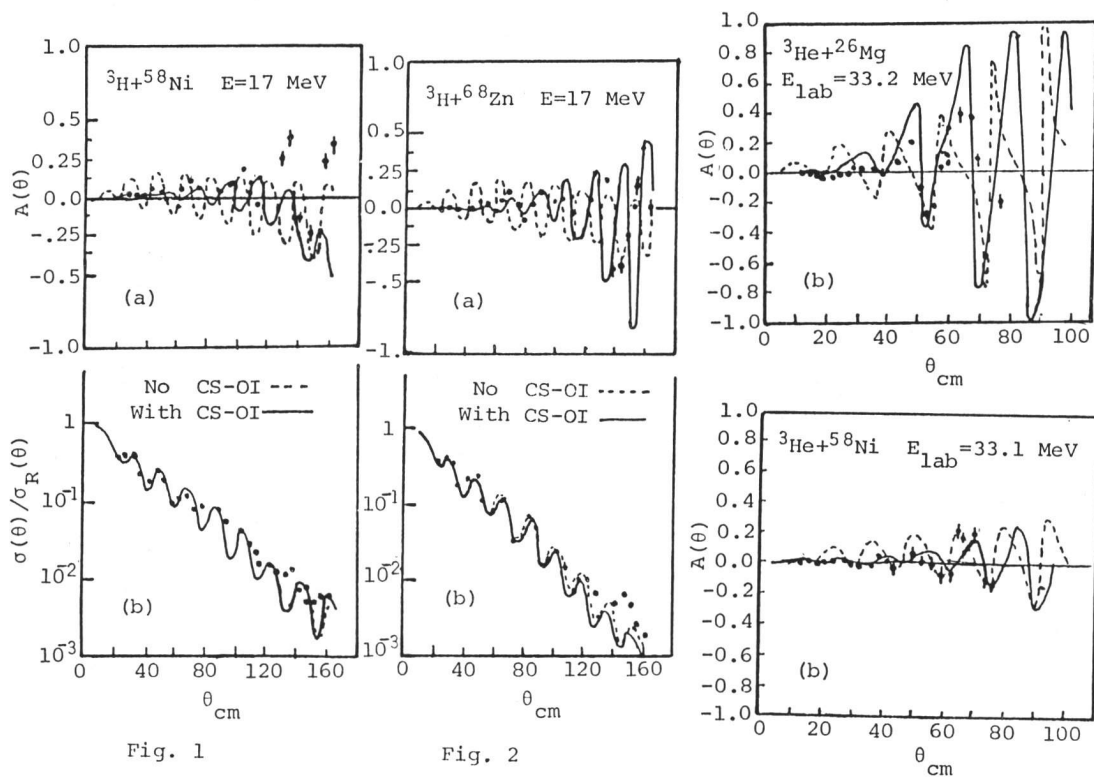 1.0
³H+⁵⁸Ni E=17 MeV
0.5
0.25
A(θ)
0.0
-.25
-0.5
(a)
-1.0
No CS-OI
With CS-OI
1
σ(θ)/σ_R(θ)
10⁻¹
10⁻²
(b)
10⁻³
0 40 80 120 160
θcm
Fig. 1
1.0
³H+⁶⁸Zn E=17 MeV
0.5
.25
0.0
-.25
-0.5
(a)
-1.
No CS-OI
With CS-OI
1
10⁻¹
10⁻²
(b)
10⁻³
0 40 80 120 160
θcm
Fig. 2
1.0
³He+²⁶Mg
0.8
E_lab=33.2 MeV
0.6
0.4
0.2
A(θ)
0.0
-0.2
-0.4
-0.6
(b)
-0.8
-1.0
0 20 40 60 80 100
θcm
1.0
³He+⁵⁸Ni E_lab=33.1 MeV
0.8
0.6
0.4
0.2
A(θ)
0.0
-0.2
-0.4
-0.6
(b)
-0.8
-1.0
0 20 40 60 80 100
θcm